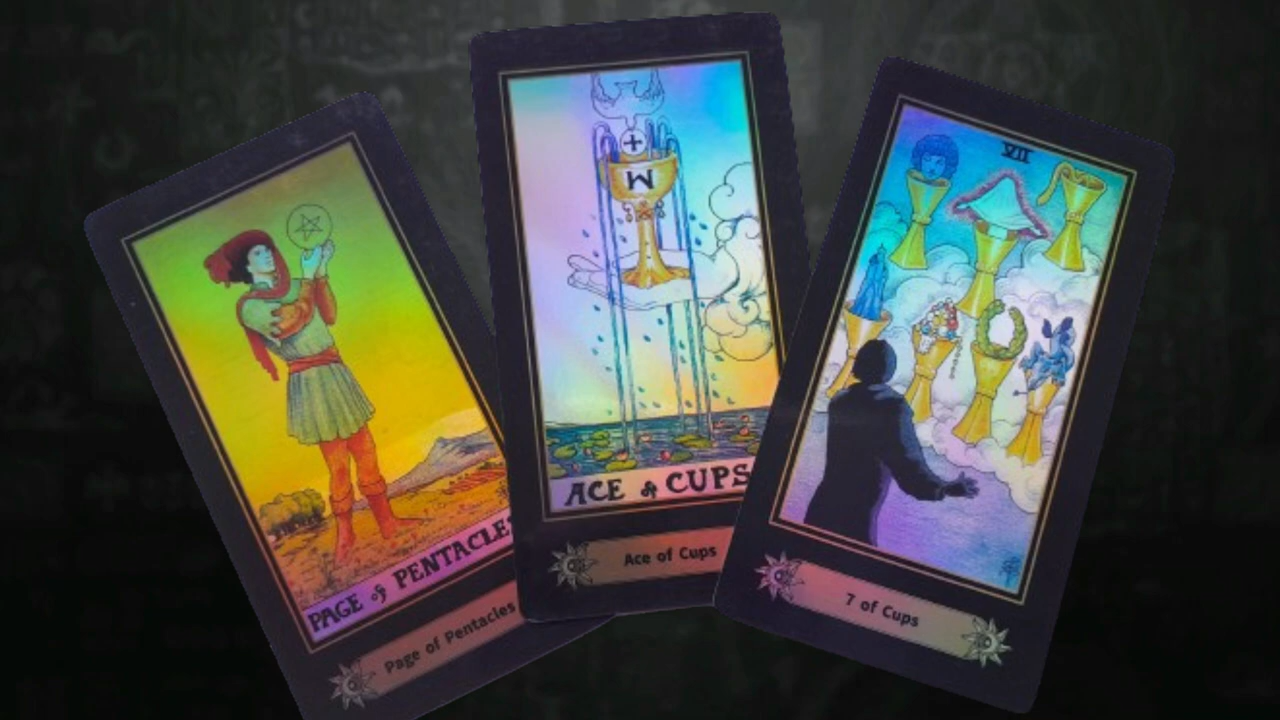 PAGE of PENTACLES
Page of Pentacles
ACE of CUPS
Ace of Cups
VII
7 of Cups